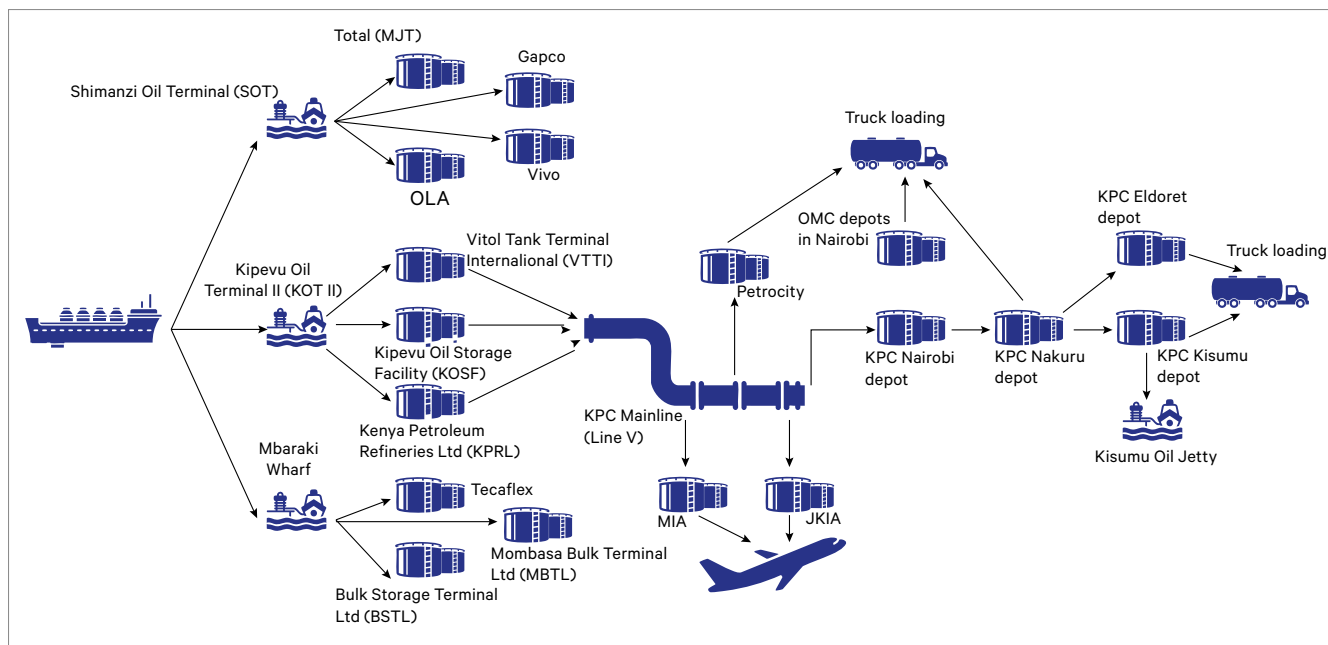 Total (MJT)
Gapco
Shimanzi Oil Terminal (SOT)
Vivo
OLA
Vitol Tank Terminal
Internalional (VTTI)
Kipevu Oil
Terminal II (KOT II)
Kipevu Oil Storage
Facility (KOSF)
Kenya Petroleum
Refineries Ltd (KPRL)
Mbaraki
Wharf
Tecaflex
Mombasa Bulk Terminal
Ltd (MBTL)
Bulk Storage Terminal
Ltd (BSTL)
KPC Mainline
(Line V)
MIA
JKIA
Petrocity
Truck loading
OMC depots
in Nairobi
KPC Nairobi
depot
KPC Nakuru
depot
KPC Eldoret
depot
Truck loading
KPC Kisumu
depot
Kisumu Oil Jetty